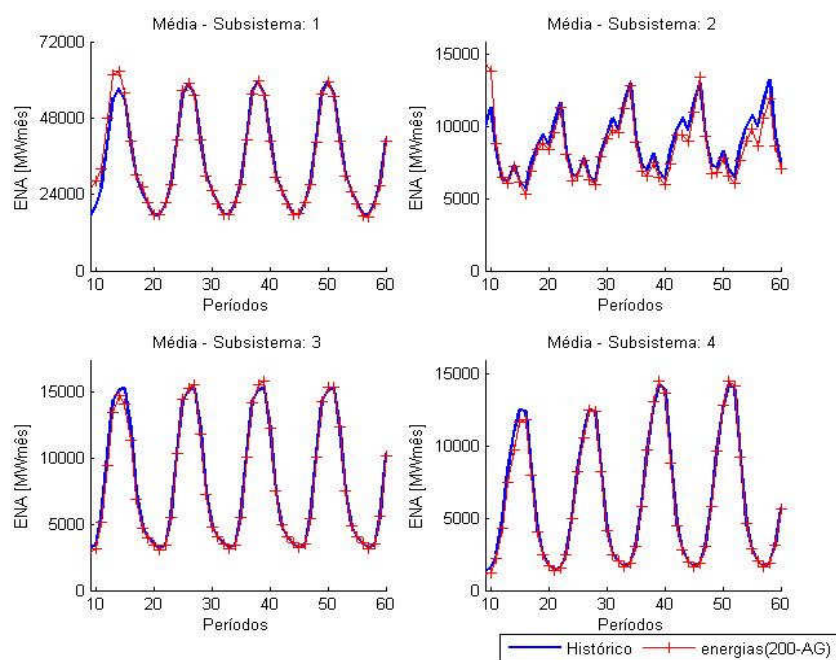 Média - Subsistema: 1
72000
48000
24000
0
ENA [MWmês]
10 20 30 40 50 60
Períodos
Média - Subsistema: 2
15000
10000
5000
0
ENA [MWmês]
10 20 30 40 50 60
Períodos
Média - Subsistema: 3
15000
10000
5000
0
ENA [MWmês]
10 20 30 40 50 60
Períodos
Média - Subsistema: 4
15000
10000
5000
0
ENA [MWmês]
10 20 30 40 50 60
Períodos
Histórico energias(200-AG)